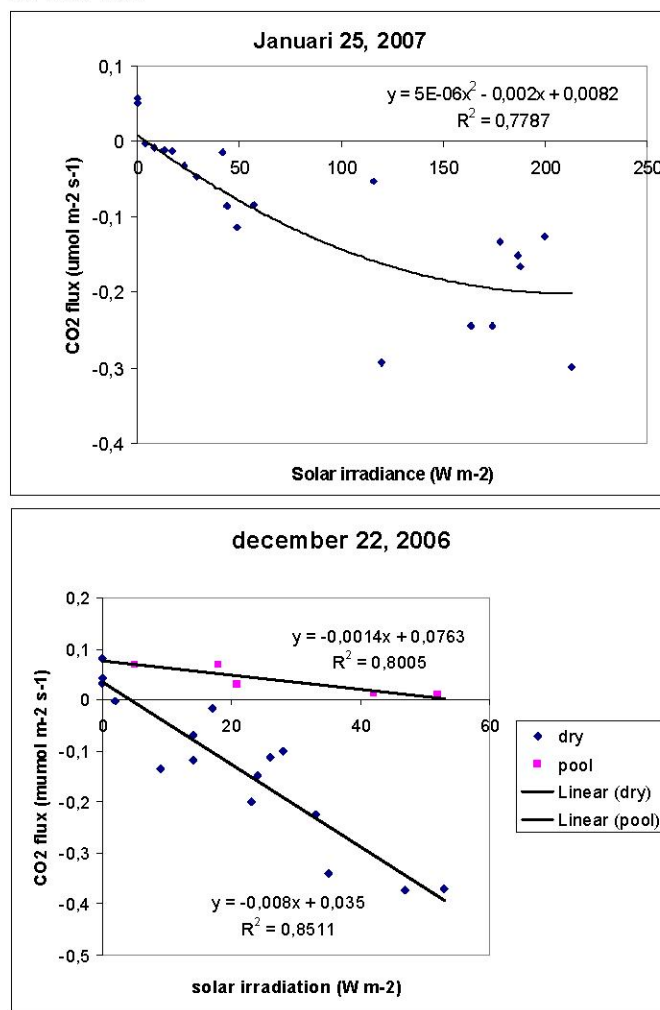 Januari 25, 2007
y = 5E-06x² - 0,002x + 0,0082
R² = 0,7787
0,1
0
-0,1
-0,2
-0,3
-0,4
0
50
100
150
200
250
CO2 flux (umol m-2 s-1)
Solar irradiance (W m-2)
december 22, 2006
y = -0,0014x + 0,0763
R² = 0,8005
0,2
0,1
0
-0,1
-0,2
-0,3
-0,4
-0,5
0
20
40
60
CO2 flux (mumol m-2 s-1)
y = -0,008x + 0,035
R² = 0,8511
solar irradiation (W m-2)
dry
pool
Linear (dry)
Linear (pool)